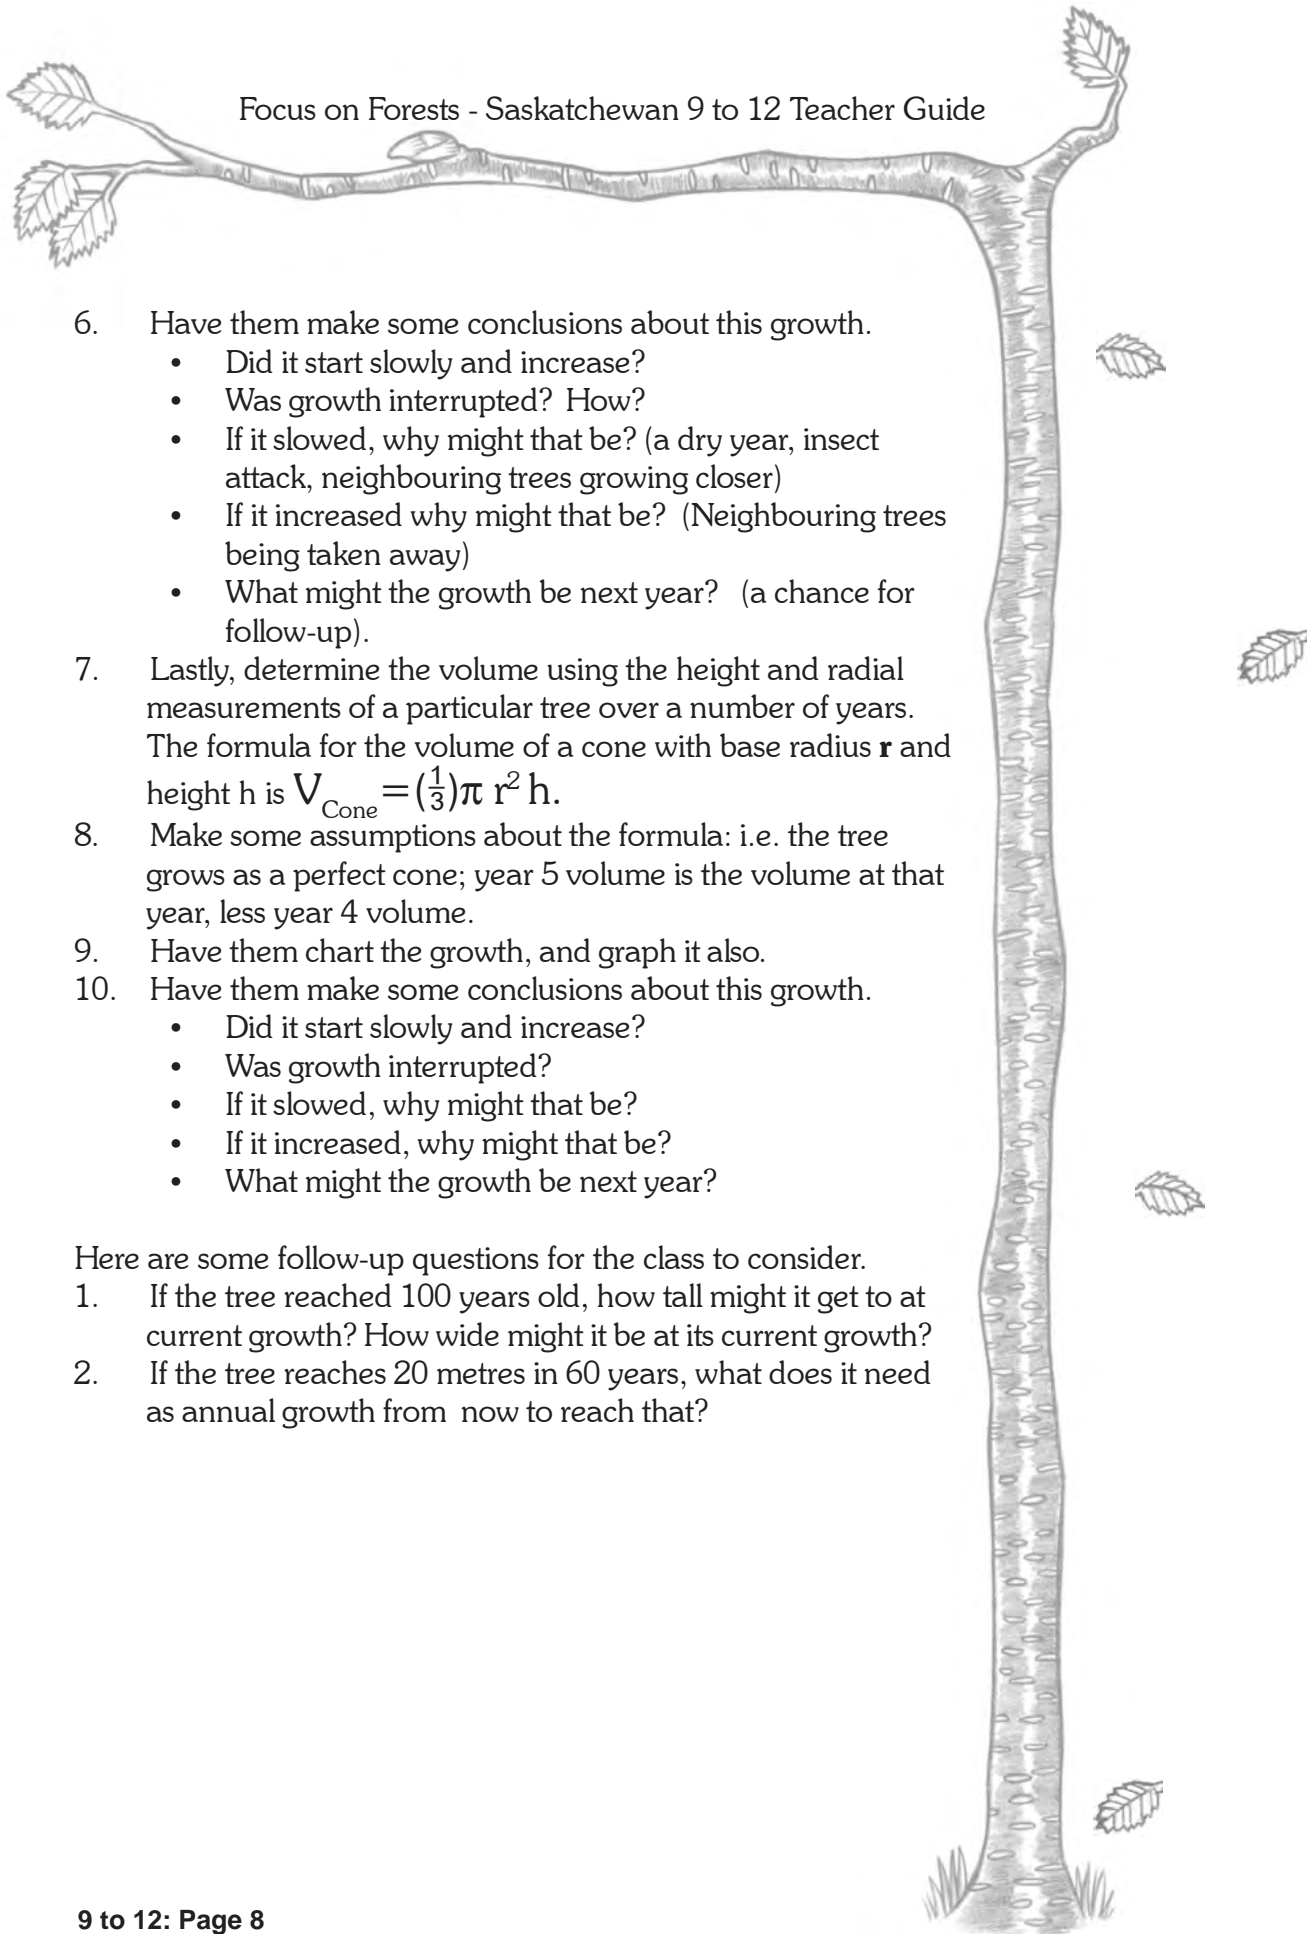 Focus on Forests - Saskatchewan 9 to 12 Teacher Guide
6. Have them make some conclusions about this growth.
• Did it start slowly and increase?
• Was growth interrupted? How?
• If it slowed, why might that be? (a dry year, insect
attack, neighbouring trees growing closer)
• If it increased why might that be? (Neighbouring trees
being taken away)
• What might the growth be next year? (a chance for
follow-up).
7. Lastly, determine the volume using the height and radial
measurements of a particular tree over a number of years.
The formula for the volume of a cone with base radius r and
height h is V_Cone = (1/3)π r² h.
8. Make some assumptions about the formula: i.e. the tree
grows as a perfect cone; year 5 volume is the volume at that
year, less year 4 volume.
9. Have them chart the growth, and graph it also.
10. Have them make some conclusions about this growth.
• Did it start slowly and increase?
• Was growth interrupted?
• If it slowed, why might that be?
• If it increased, why might that be?
• What might the growth be next year?
Here are some follow-up questions for the class to consider.
1. If the tree reached 100 years old, how tall might it get to at
current growth? How wide might it be at its current growth?
2. If the tree reaches 20 metres in 60 years, what does it need
as annual growth from now to reach that?
9 to 12: Page 8